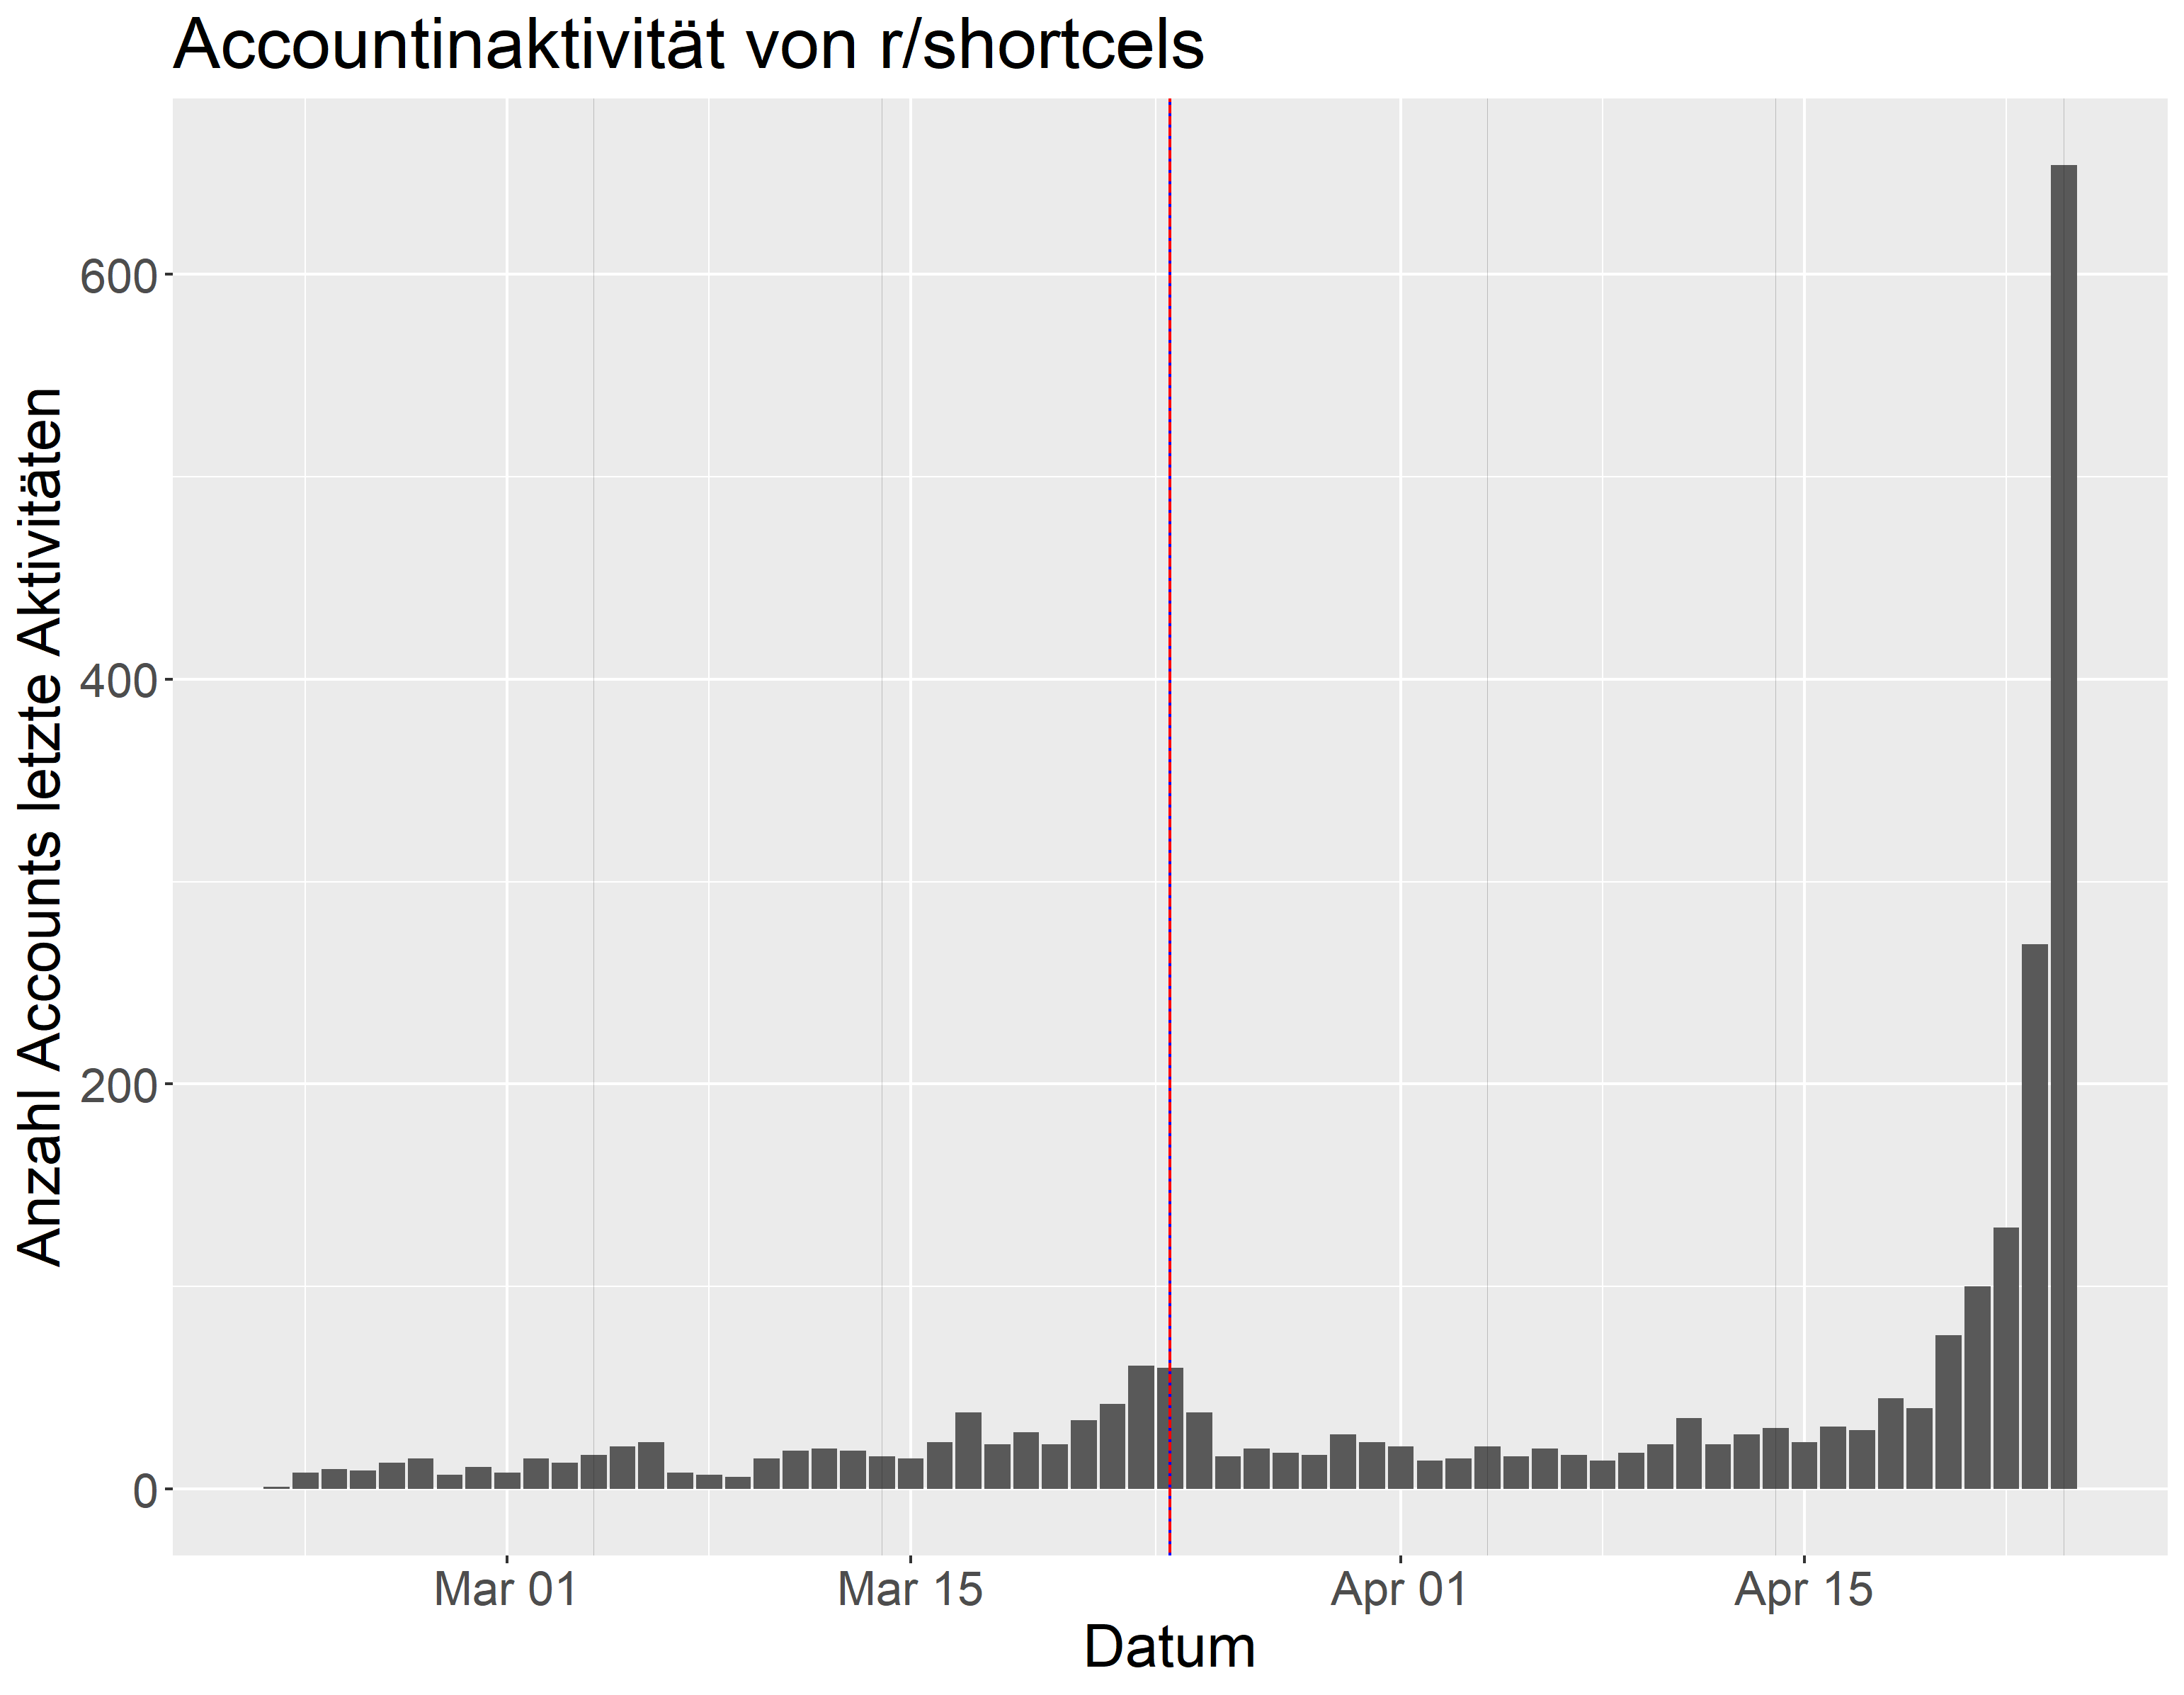 Accountinaktivität von r/shortcels
Anzahl Accounts letzte Aktivitäten
600
400
200
0
Mar 01
Mar 15
Apr 01
Apr 15
Datum